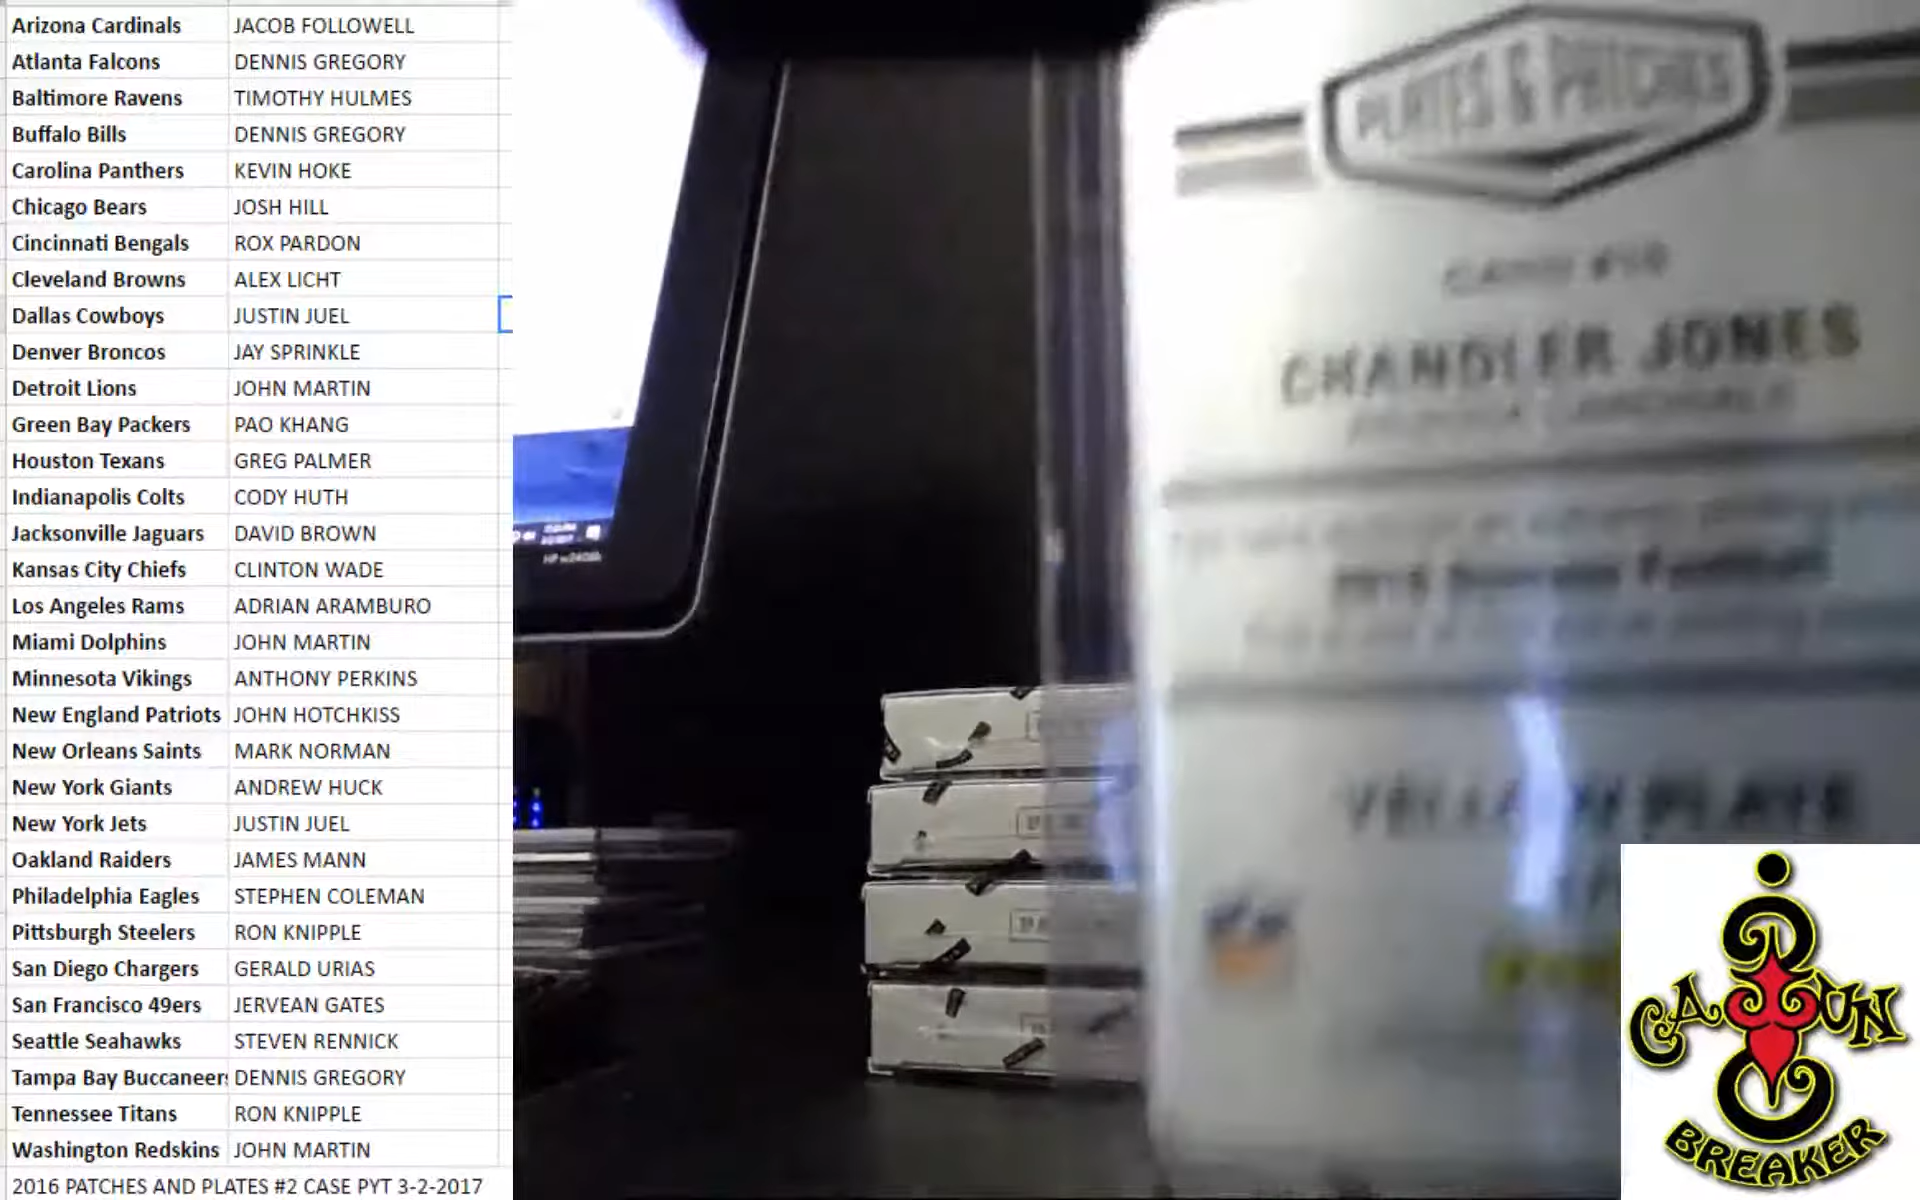 Arizona Cardinals JACOB FOLLOWELL
Atlanta Falcons DENNIS GREGORY
Baltimore Ravens TIMOTHY HULMES
Buffalo Bills DENNIS GREGORY
Carolina Panthers KEVIN HOKE
Chicago Bears JOSH HILL
Cincinnati Bengals ROX PARDON
Cleveland Browns ALEX LICHT
Dallas Cowboys JUSTIN JUEL
Denver Broncos JAY SPRINKLE
Detroit Lions JOHN MARTIN
Green Bay Packers PAO KHANG
Houston Texans GREG PALMER
Indianapolis Colts CODY HUTH
Jacksonville Jaguars DAVID BROWN
Kansas City Chiefs CLINTON WADE
Los Angeles Rams ADRIAN ARAMBURO
Miami Dolphins JOHN MARTIN
Minnesota Vikings ANTHONY PERKINS
New England Patriots JOHN HOTCHKISS
New Orleans Saints MARK NORMAN
New York Giants ANDREW HUCK
New York Jets JUSTIN JUEL
Oakland Raiders JAMES MANN
Philadelphia Eagles STEPHEN COLEMAN
Pittsburgh Steelers RON KNIPPLE
San Diego Chargers GERALD URIAS
San Francisco 49ers JERVEAN GATES
Seattle Seahawks STEVEN RENNICK
Tampa Bay Buccaneers DENNIS GREGORY
Tennessee Titans RON KNIPPLE
Washington Redskins JOHN MARTIN
2016 PATCHES AND PLATES #2 CASE PYT 3-2-2017
PLATES & PATCHES
CHANDLER JONES
CAJUN
BREAKER